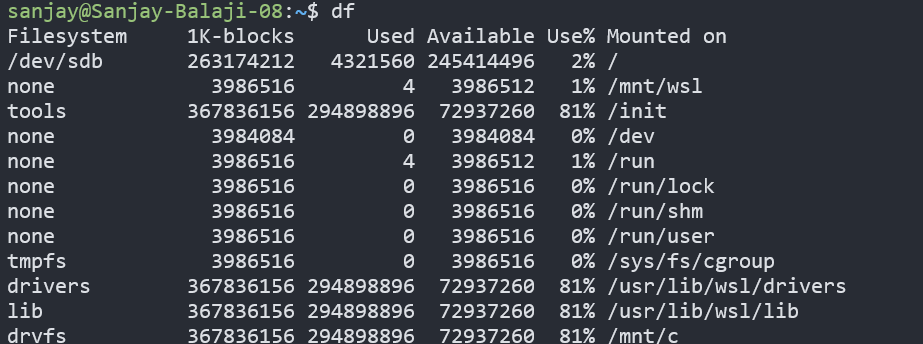 sanjay@Sanjay-Balaji-08:~$ df
Filesystem     1K-blocks      Used Available Use% Mounted on
/dev/sdb       263174212   4321560 245414496   2% /
none             3986516         4   3986512   1% /mnt/wsl
tools          367836156 294898896  72937260  81% /init
none             3984084         0   3984084   0% /dev
none             3986516         4   3986512   1% /run
none             3986516         0   3986516   0% /run/lock
none             3986516         0   3986516   0% /run/shm
none             3986516         0   3986516   0% /run/user
tmpfs            3986516         0   3986516   0% /sys/fs/cgroup
drivers        367836156 294898896  72937260  81% /usr/lib/wsl/drivers
lib            367836156 294898896  72937260  81% /usr/lib/wsl/lib
drvfs          367836156 294898896  72937260  81% /mnt/c